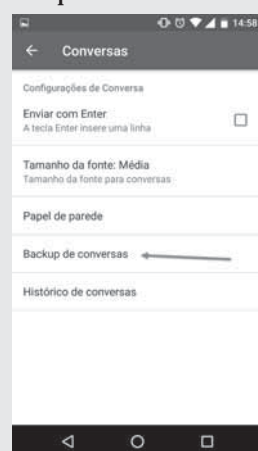 14:58
Conversas
Configurações de Conversa
Enviar com Enter
A tecla Enter insere uma linha
Tamanho da fonte: Média
Tamanho da fonte para conversas
Papel de parede
Backup de conversas
Histórico de conversas